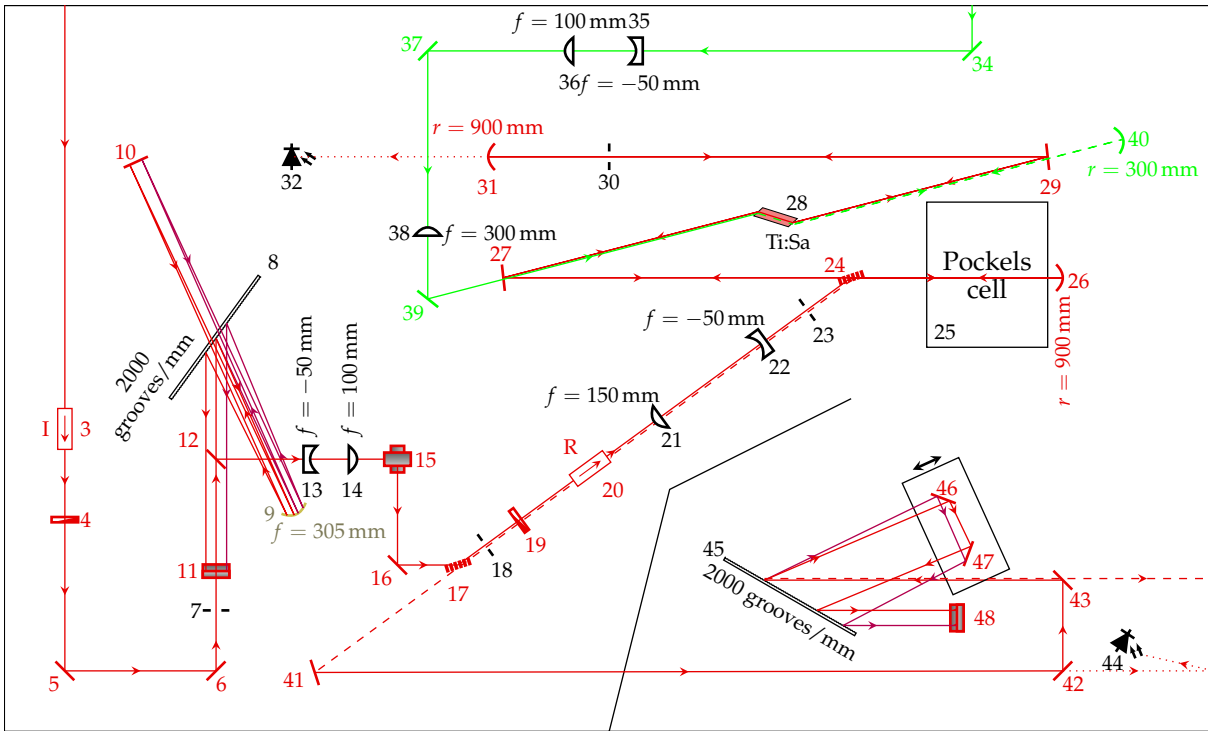 f = 100 mm 35
37
36 f = −50 mm
34
r = 900 mm
10
32
31
30
29
40
r = 300 mm
28
Ti:Sa
38
f = 300 mm
27
24
8
39
Pockels
cell
25
26
r = 900 mm
f = −50 mm
23
22
2000
grooves/mm
f = −50 mm
f = 100 mm
f = 150 mm
21
I
3
12
13
14
15
R
20
9
f = 305 mm
4
19
46
47
45
2000 grooves/mm
11
16
17
18
43
48
7
5
6
41
42
44